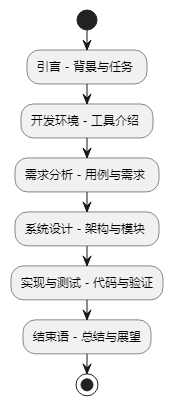 引言 - 背景与任务
开发环境 - 工具介绍
需求分析 - 用例与需求
系统设计 - 架构与模块
实现与测试 - 代码与验证
结束语 - 总结与展望